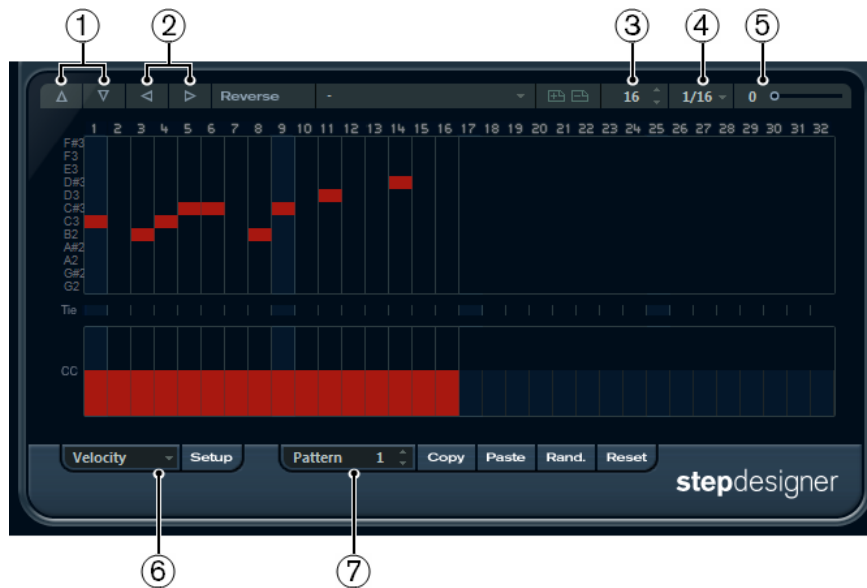 1 2 3 4 5
Reverse - 16 1/16 0
1 2 3 4 5 6 7 8 9 10 11 12 13 14 15 16 17 18 19 20 21 22 23 24 25 26 27 28 29 30 31 32
F#3
F3
E3
D#3
D3
C#3
C3
B2
A#2
A2
G#2
G2
Tie
CC
Velocity Setup Pattern 1 Copy Paste Rand. Reset
stepdesigner
6 7